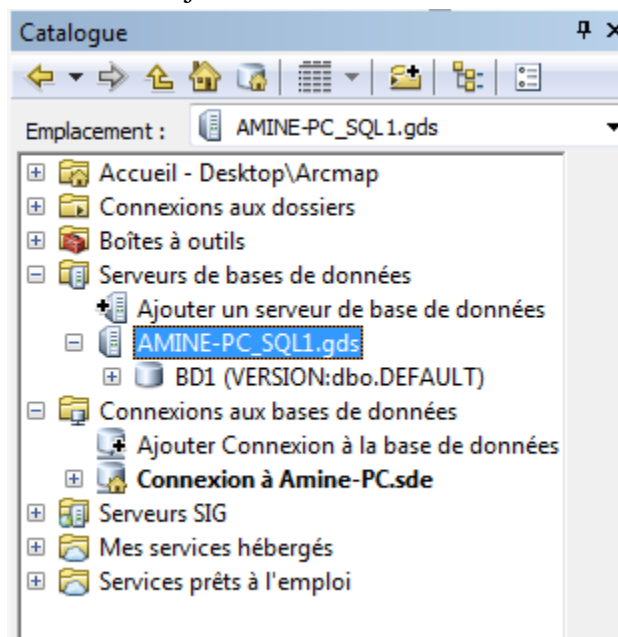 Catalogue
Emplacement : AMINE-PC_SQL1.gds
Accueil - Desktop\Arcmap
Connexions aux dossiers
Boîtes à outils
Serveurs de bases de données
Ajouter un serveur de base de données
AMINE-PC_SQL1.gds
BD1 (VERSION:dbo.DEFAULT)
Connexions aux bases de données
Ajouter Connexion à la base de données
Connexion à Amine-PC.sde
Serveurs SIG
Mes services hébergés
Services prêts à l'emploi